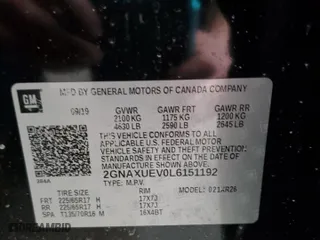 GM
MFD BY GENERAL MOTORS OF CANADA COMPANY
09/19 GVWR GAWR FRT GAWR RR
2100 KG 1175 KG 1200 KG
4630 LB 2590 LB 2645 LB
THIS VEHICLE CONFORMS TO ALL
APPLICABLE U.S. FEDERAL MOTOR
VEHICLE SAFETY AND THEFT PREVENTION
STANDARDS IN EFFECT ON THE DATE OF
MANUFACTURE SHOWN ABOVE.
2GNAXUEV0L6151192
TYPE: M.P.V.
TIRE SIZE RIM
FRT 225/65R17 H 17X7J
RR 225/65R17 H 17X7J
SPA T135/70R16 M 16X4BT